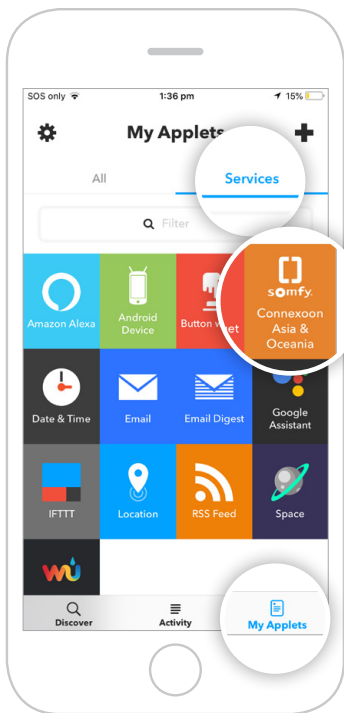 SOS only
1:36 pm
15%
My Applets
All
Services
Filter
Amazon Alexa
Android
Device
Button
somfy.
Connexoon
Asia &
Oceania
Date & Time
Email
Email Digest
Google
Assistant
IFTTT
Location
RSS Feed
Space
wu
Discover
Activity
My Applets